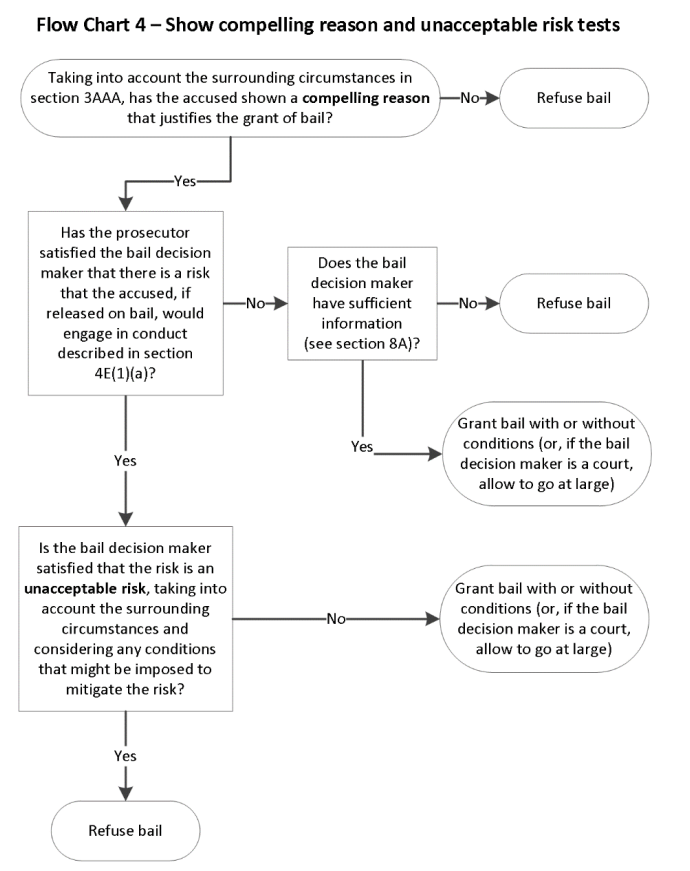 Flow Chart 4 – Show compelling reason and unacceptable risk tests
Taking into account the surrounding circumstances in
section 3AAA, has the accused shown a compelling reason
that justifies the grant of bail?
No
Refuse bail
Yes
Has the prosecutor
satisfied the bail decision
maker that there is a risk
that the accused, if
released on bail, would
engage in conduct
described in section
4E(1)(a)?
No
Does the bail
decision maker
have sufficient
information
(see section 8A)?
No
Refuse bail
Yes
Grant bail with or without
conditions (or, if the bail
decision maker is a court,
allow to go at large)
Yes
Is the bail decision maker
satisfied that the risk is an
unacceptable risk, taking into
account the surrounding
circumstances and
considering any conditions
that might be imposed to
mitigate the risk?
No
Grant bail with or without
conditions (or, if the bail
decision maker is a court,
allow to go at large)
Yes
Refuse bail